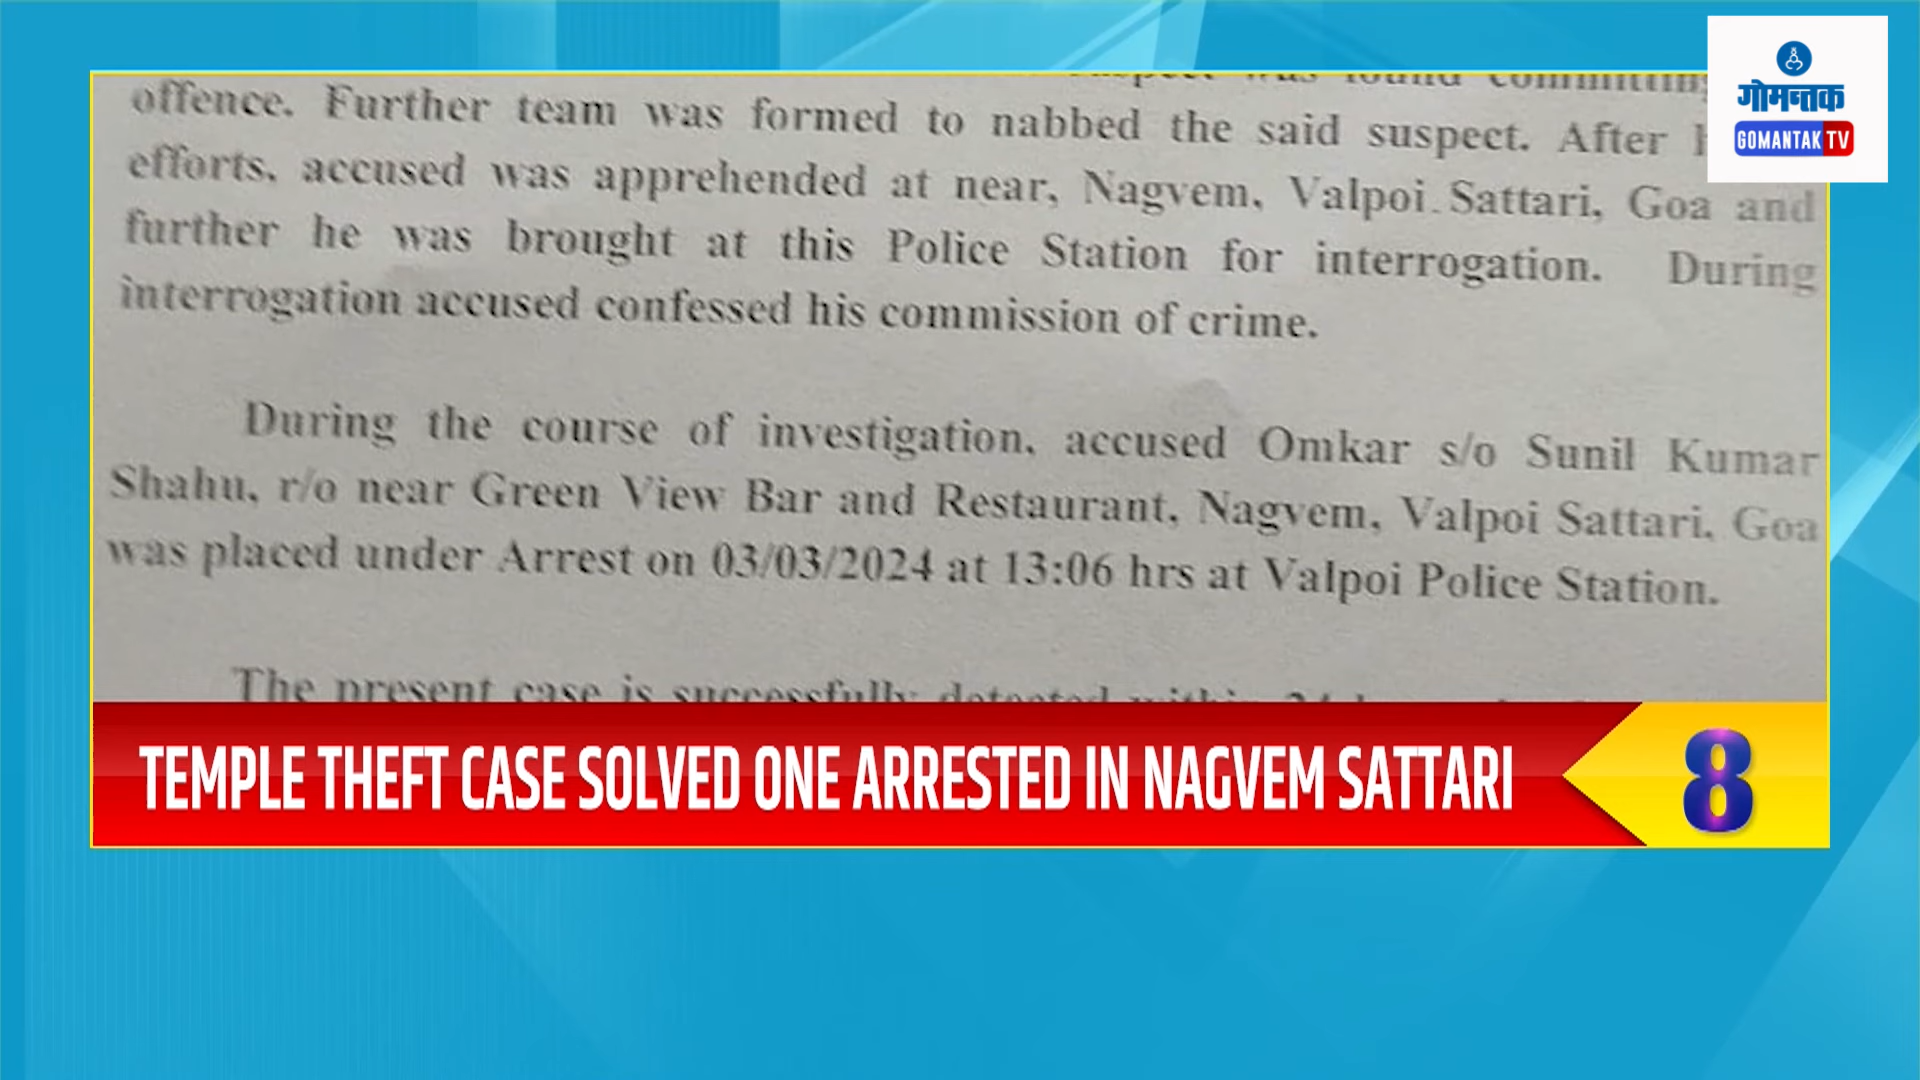 offence. Further team was formed to nabbed the said suspect. After
efforts, accused was apprehended at near, Nagvem, Valpoi Sattari, Goa and
further he was brought at this Police Station for interrogation. During
interrogation accused confessed his commission of crime.
During the course of investigation, accused Omkar s/o Sunil Kumar
Shahu, r/o near Green View Bar and Restaurant, Nagvem, Valpoi Sattari, Goa
was placed under Arrest on 03/03/2024 at 13:06 hrs at Valpoi Police Station.
The present case is successfully detected within
TEMPLE THEFT CASE SOLVED ONE ARRESTED IN NAGVEM SATTARI
8
गोमन्तक
GOMANTAK TV